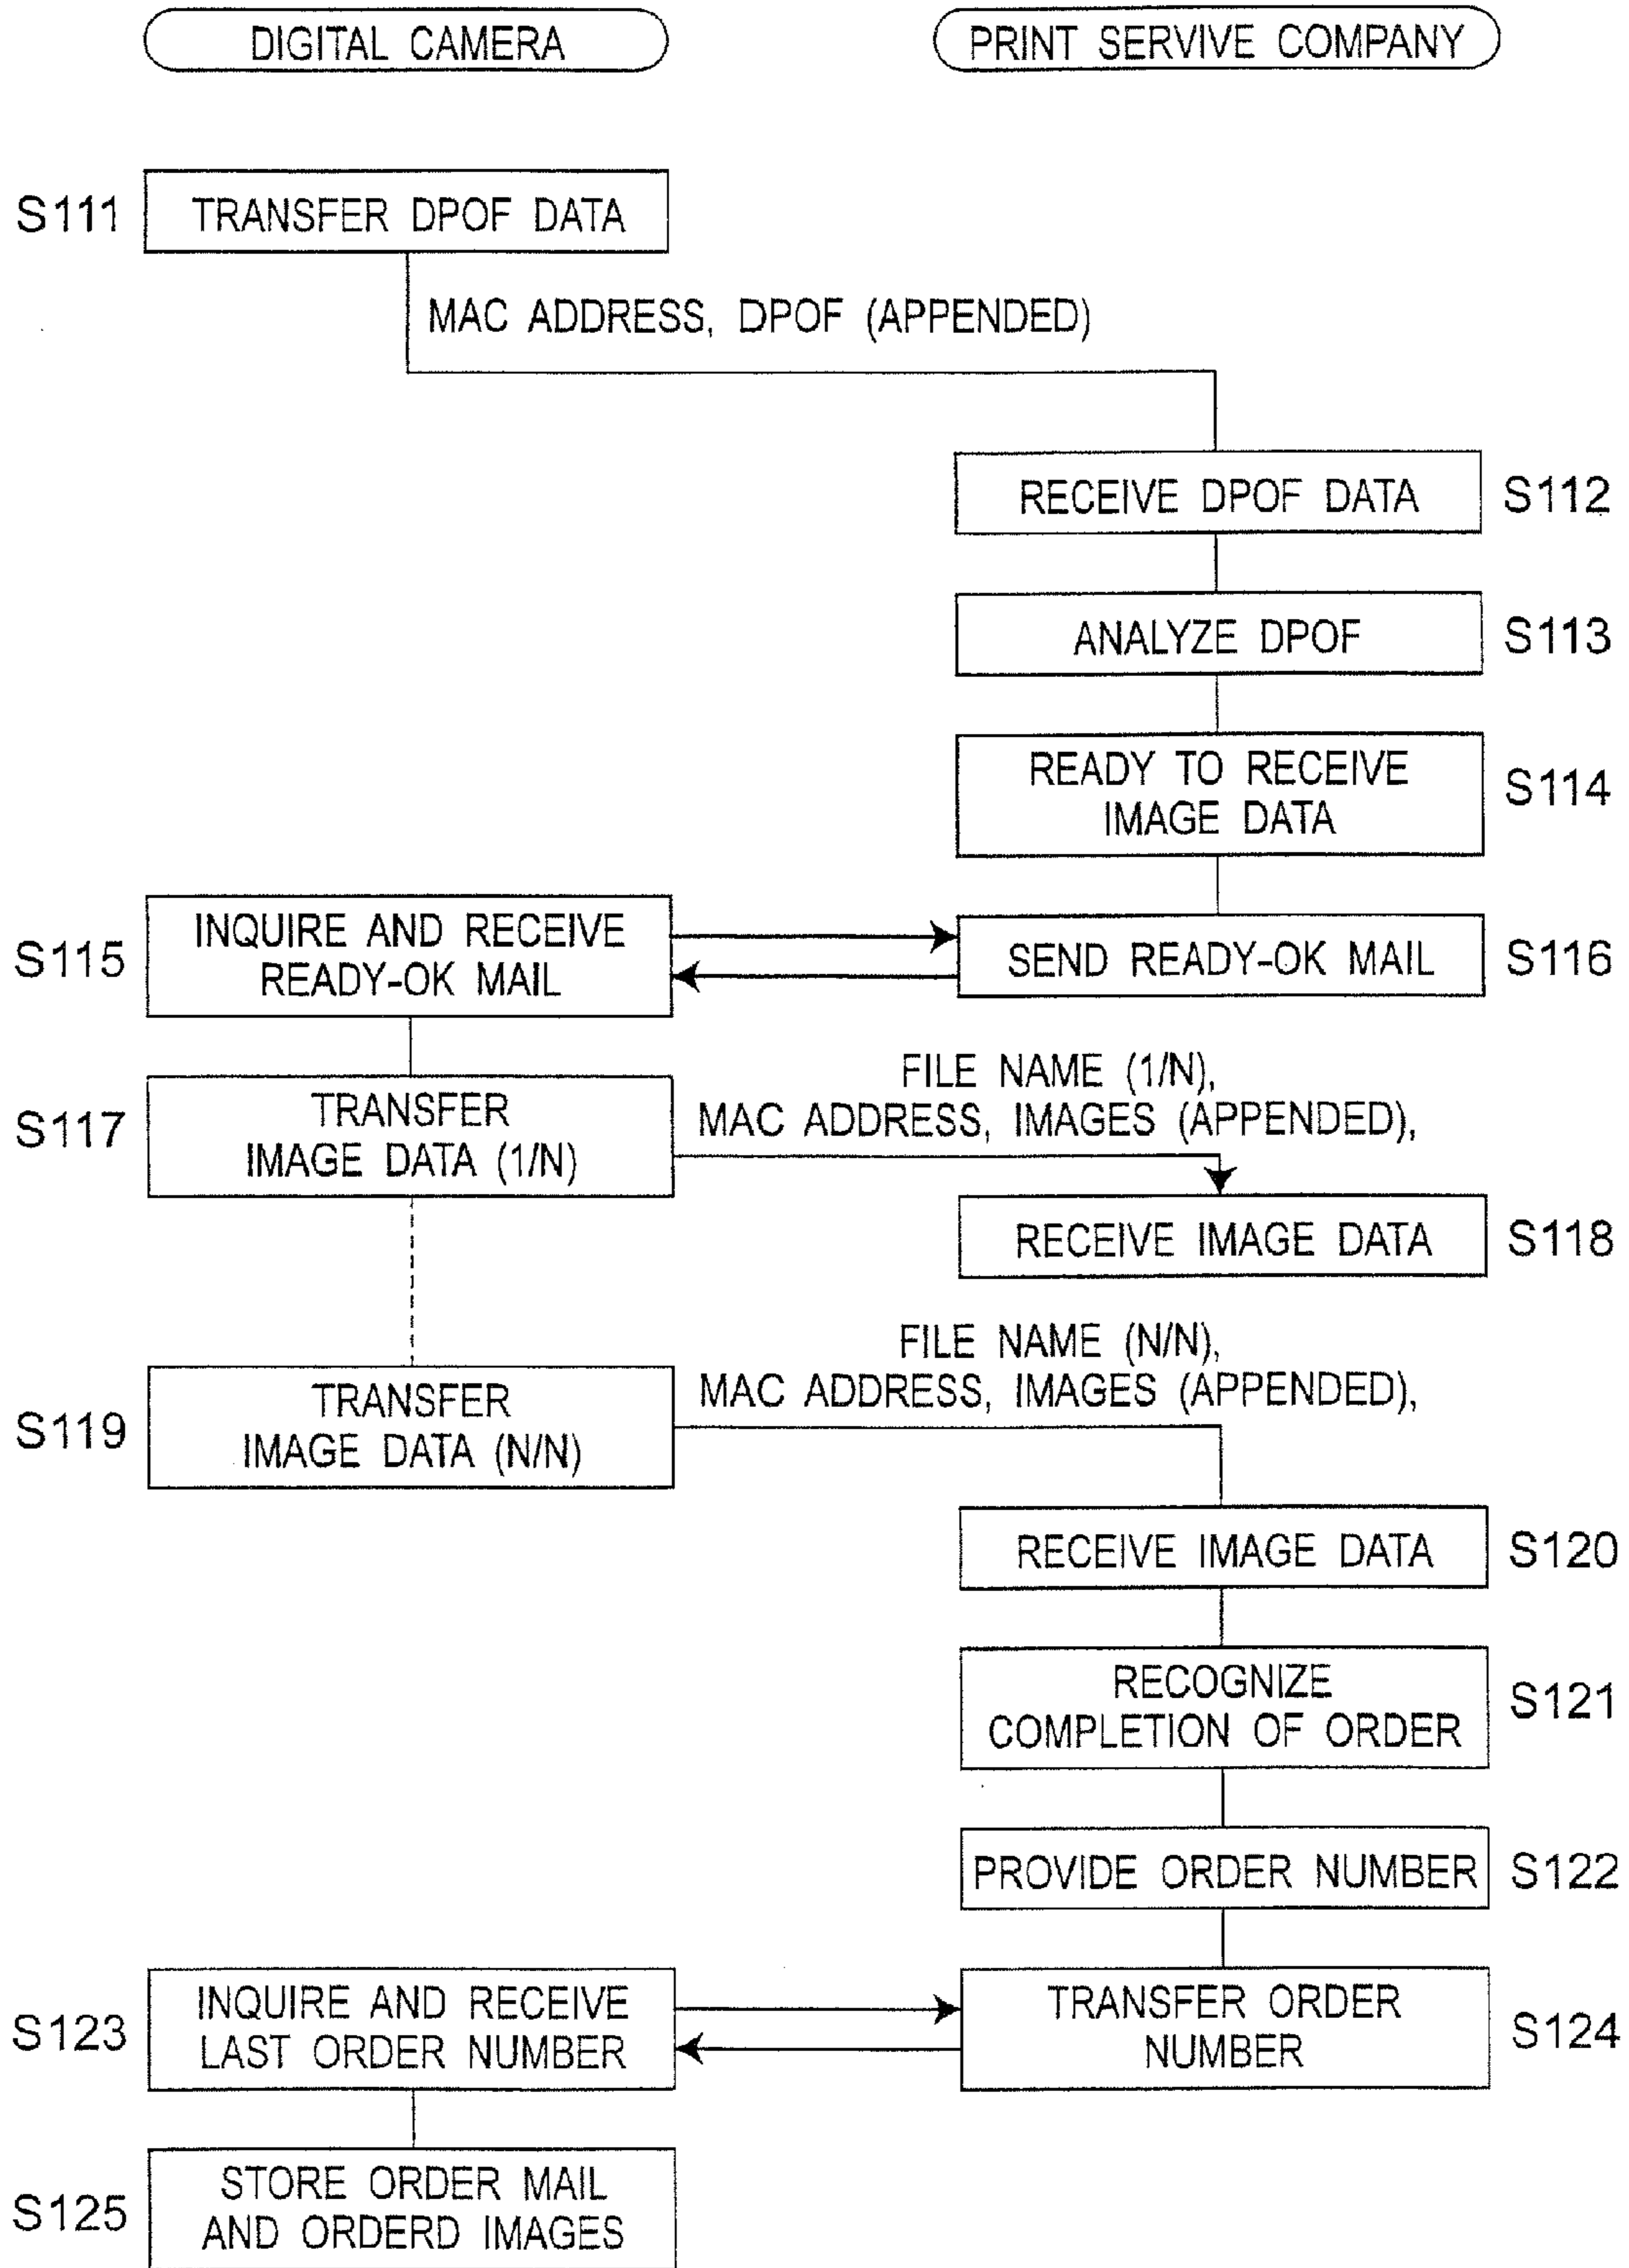 DIGITAL CAMERA
PRINT SERVIVE COMPANY
S111
TRANSFER DPOF DATA
MAC ADDRESS, DPOF (APPENDED)
RECEIVE DPOF DATA
S112
ANALYZE DPOF
S113
READY TO RECEIVE
IMAGE DATA
S114
S115
INQUIRE AND RECEIVE
READY-OK MAIL
SEND READY-OK MAIL
S116
S117
TRANSFER
IMAGE DATA (1/N)
FILE NAME (1/N),
MAC ADDRESS, IMAGES (APPENDED),
RECEIVE IMAGE DATA
S118
S119
TRANSFER
IMAGE DATA (N/N)
FILE NAME (N/N),
MAC ADDRESS, IMAGES (APPENDED),
RECEIVE IMAGE DATA
S120
RECOGNIZE
COMPLETION OF ORDER
S121
PROVIDE ORDER NUMBER
S122
S123
INQUIRE AND RECEIVE
LAST ORDER NUMBER
TRANSFER ORDER
NUMBER
S124
S125
STORE ORDER MAIL
AND ORDERD IMAGES